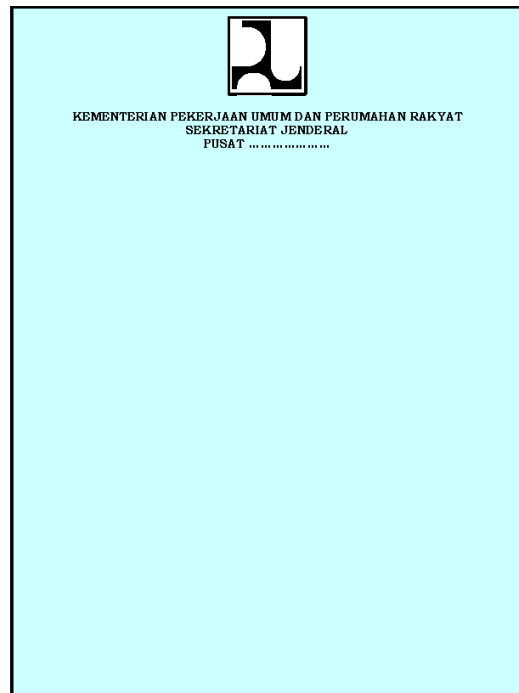 KEMENTERIAN PEKERJAAN UMUM DAN PERUMAHAN RAKYAT
SEKRETARIAT JENDERAL
PUSAT ....................